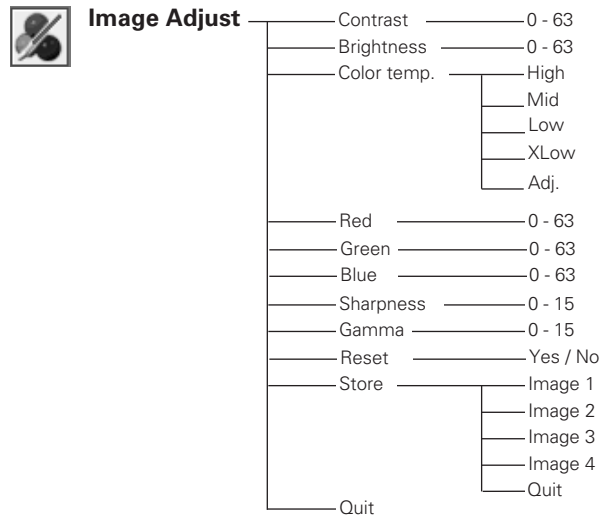 Image Adjust
Contrast 0 - 63
Brightness 0 - 63
Color temp. High
Mid
Low
XLow
Adj.
Red 0 - 63
Green 0 - 63
Blue 0 - 63
Sharpness 0 - 15
Gamma 0 - 15
Reset Yes / No
Store Image 1
Image 2
Image 3
Image 4
Quit
Quit